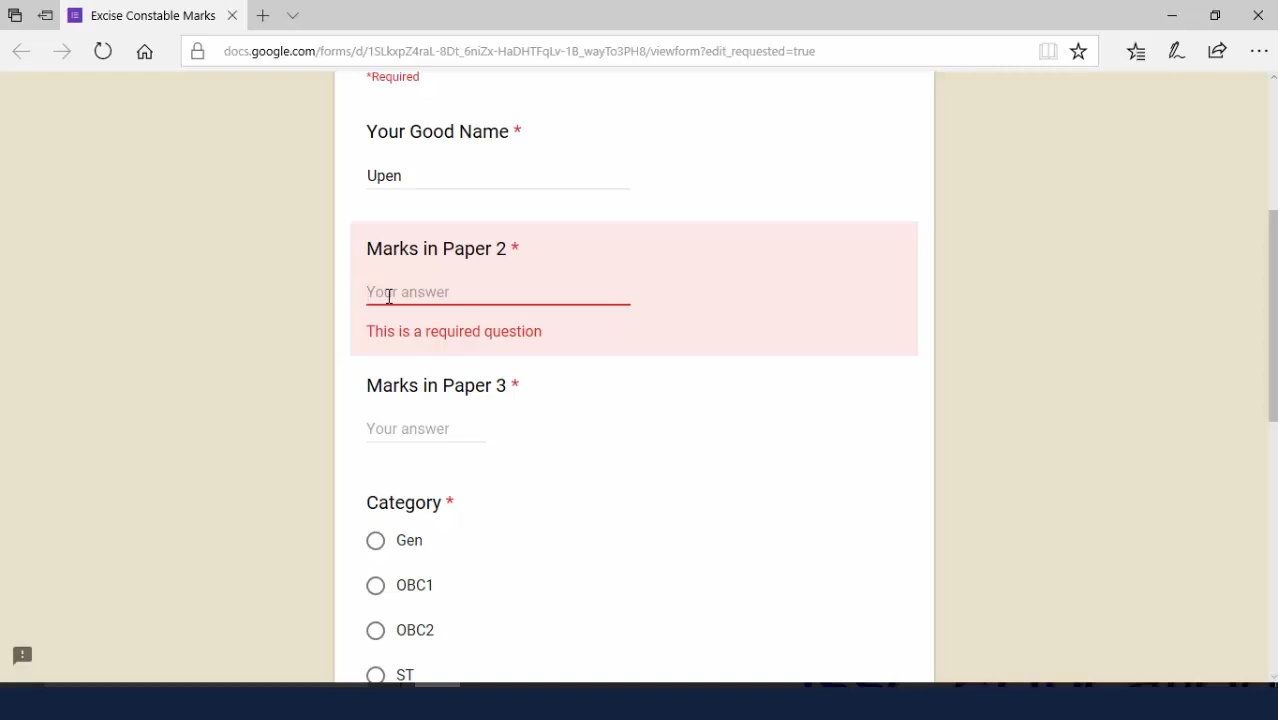 Excise Constable Marks
docs.google.com/forms/d/1SLkxpZ4raL-8Dt_6niZx-HaDHTFqLv-1B_wayTo3PH8/viewform?edit_requested=true
*Required
Your Good Name *
Upen
Marks in Paper 2 *
Your answer
This is a required question
Marks in Paper 3 *
Your answer
Category *
Gen
OBC1
OBC2
ST